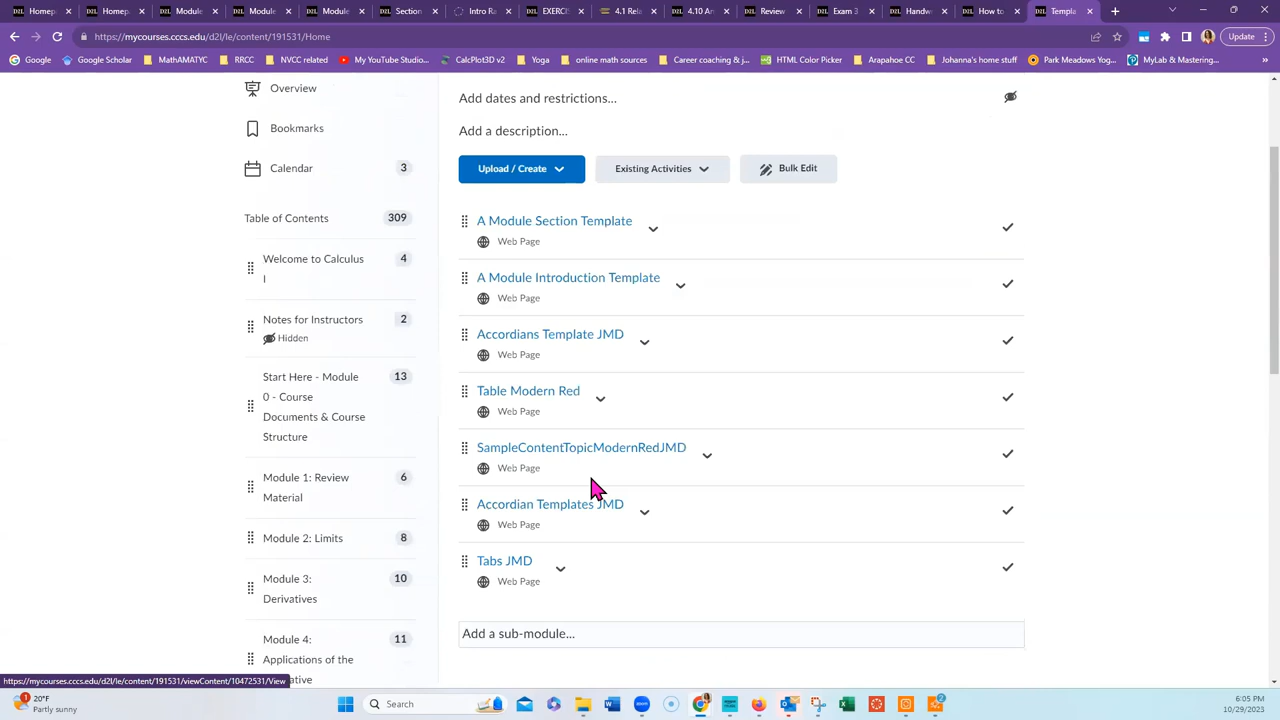 Homep
Homep
Module
Module
Module
Section
Intro Re
EXERCI
4.1 Rela
4.10 An
Review
Exam 3
Handw
How to
Templa
https://mycourses.cccs.edu/d2l/le/content/191531/Home
Update
Google
Google Scholar
MathAMATYC
RRCC
NVCC related
My YouTube Studio...
CalcPlot3D v...
Yoga
online math sources
Career coaching & j...
HTML Color Picker
Arapahoe CC
Johanna's home stuff
Park Meadows Yog...
MyLab & Mastering...
Overview
Bookmarks
Calendar 3
Table of Contents 309
Welcome to Calculus 4
I
Notes for Instructors 2
Hidden
Start Here - Module 13
0 - Course
Documents & Course
Structure
Module 1: Review 6
Material
Module 2: Limits 8
Module 3: 10
Derivatives
Module 4: 11
Applications of the
Add dates and restrictions...
Add a description...
Upload / Create
Existing Activities
Bulk Edit
A Module Section Template
Web Page
A Module Introduction Template
Web Page
Accordians Template JMD
Web Page
Table Modern Red
Web Page
SampleContentTopicModernRedJMD
Web Page
Accordian Templates JMD
Web Page
Tabs JMD
Web Page
Add a sub-module...
https://mycourses.cccs.edu/d2l/le/content/191531/viewContent/10472531/View
20°F
Partly sunny
Search
6:05 PM
10/29/2023